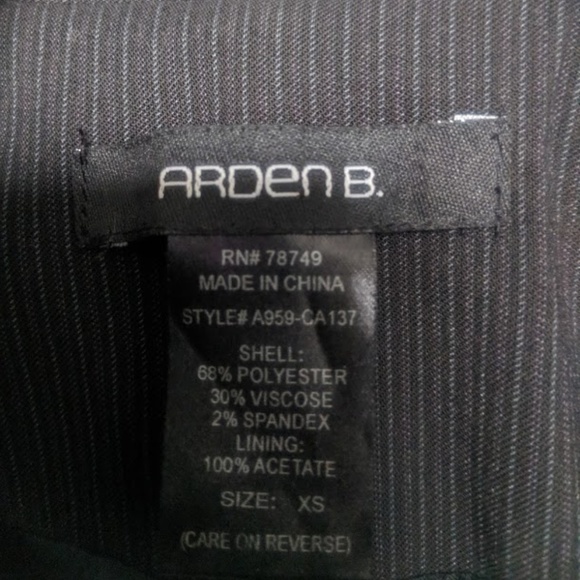 ARDen B.
RN# 78749
MADE IN CHINA
STYLE# A959-CA137
SHELL:
68% POLYESTER
30% VISCOSE
2% SPANDEX
LINING:
100% ACETATE
SIZE: XS
(CARE ON REVERSE)